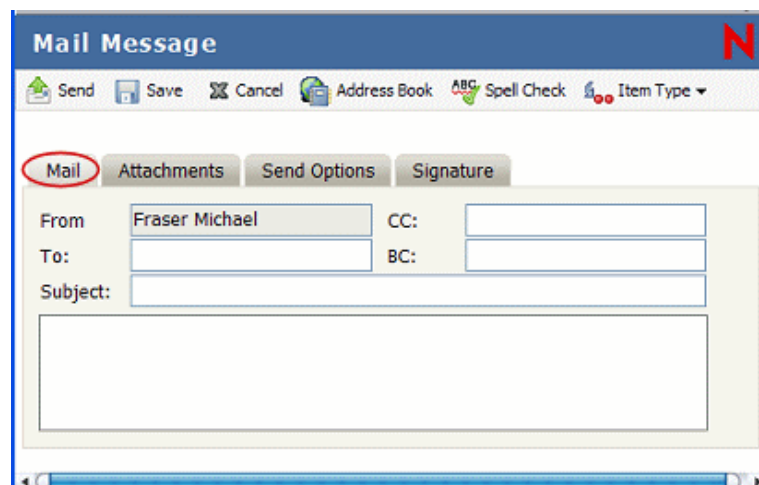 Mail Message N
Send Save Cancel Address Book ABC Spell Check Item Type
Mail Attachments Send Options Signature
From Fraser Michael CC:
To: BC:
Subject: